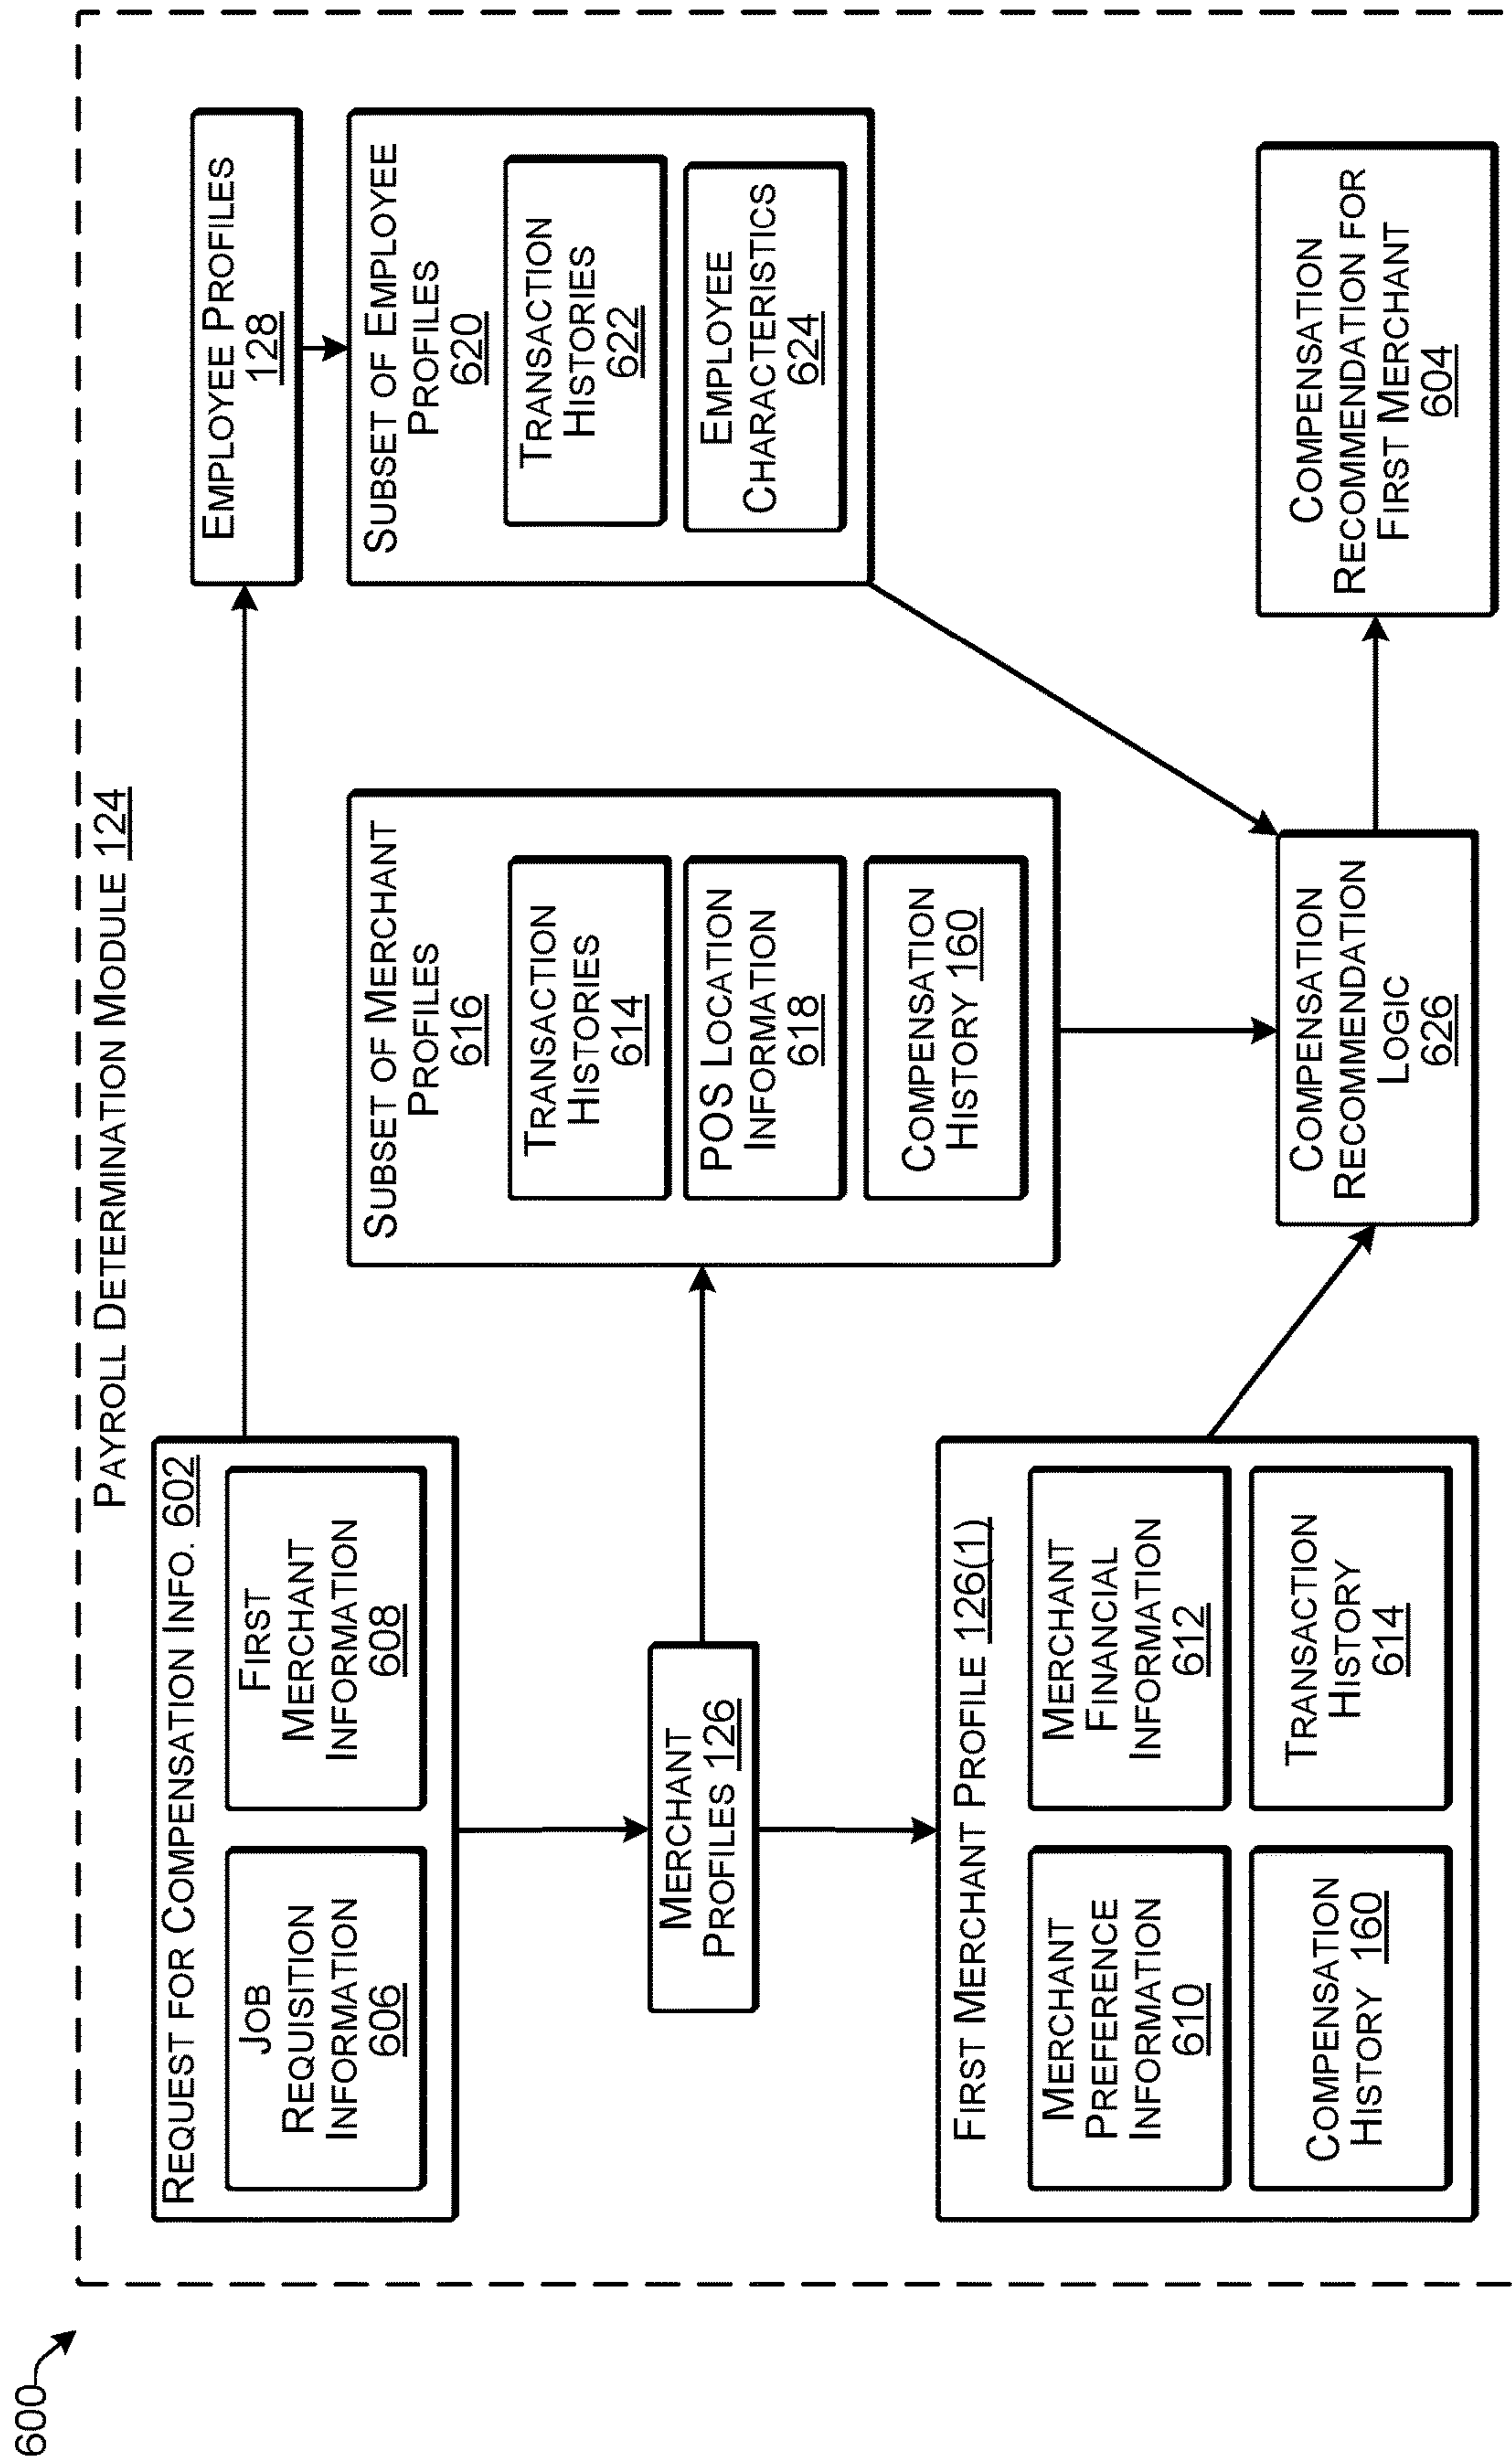 600
PAYROLL DETERMINATION MODULE 124
REQUEST FOR COMPENSATION INFO. 602
JOB
REQUISITION
INFORMATION
606
FIRST
MERCHANT
INFORMATION
608
EMPLOYEE PROFILES
128
SUBSET OF EMPLOYEE
PROFILES
620
TRANSACTION
HISTORIES
622
EMPLOYEE
CHARACTERISTICS
624
SUBSET OF MERCHANT
PROFILES
616
TRANSACTION
HISTORIES
614
POS LOCATION
INFORMATION
618
COMPENSATION
HISTORY 160
MERCHANT
PROFILES 126
FIRST MERCHANT PROFILE 126(1)
MERCHANT
PREFERENCE
INFORMATION
610
MERCHANT
FINANCIAL
INFORMATION
612
COMPENSATION
HISTORY 160
TRANSACTION
HISTORY
614
COMPENSATION
RECOMMENDATION
LOGIC
626
COMPENSATION
RECOMMENDATION FOR
FIRST MERCHANT
604